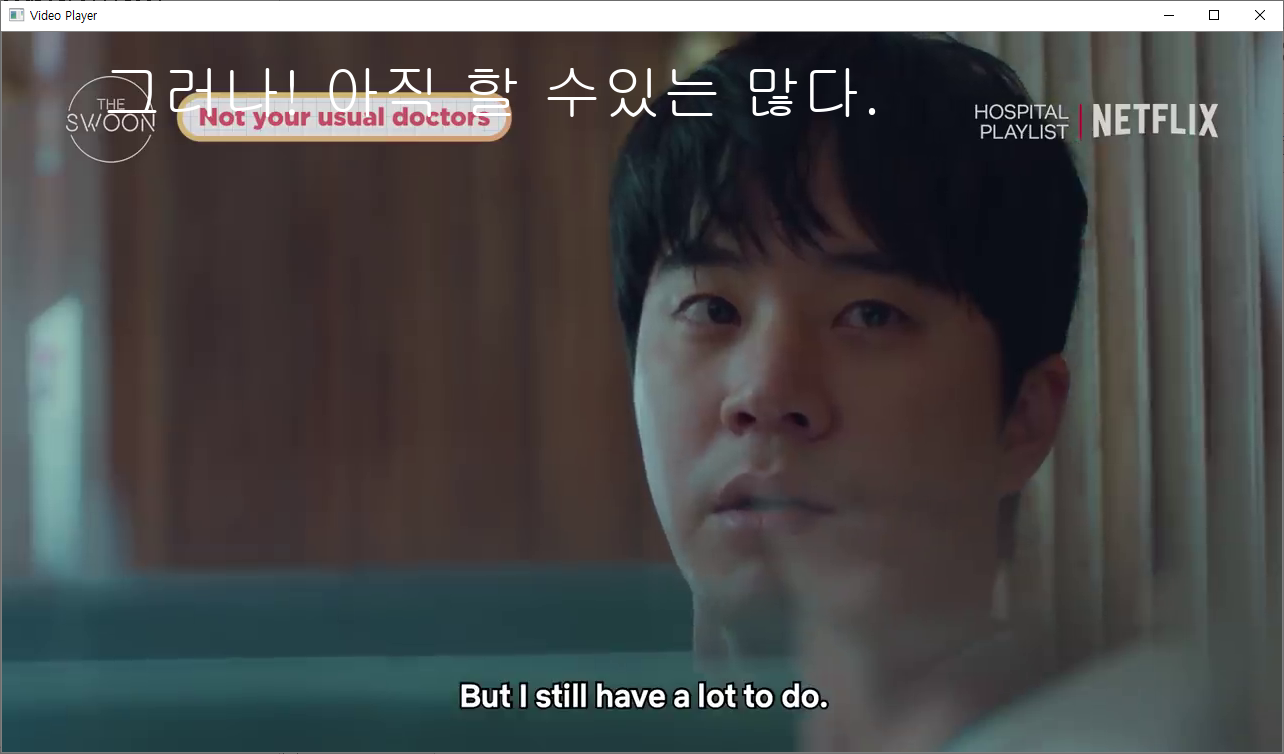 Video Player
그러나! 아직 할 수있는 많다.
THE
SWOON
Not your usual doctors
HOSPITAL
PLAYLIST
NETFLIX
But I still have a lot to do.